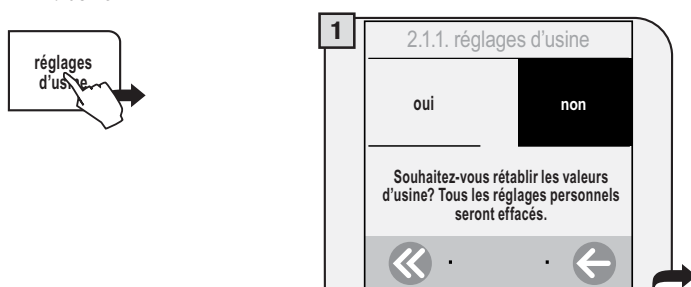 réglages
d'usine
1
2.1.1. réglages d'usine
oui non
Souhaitez-vous rétablir les valeurs
d'usine? Tous les réglages personnels
seront effacés.